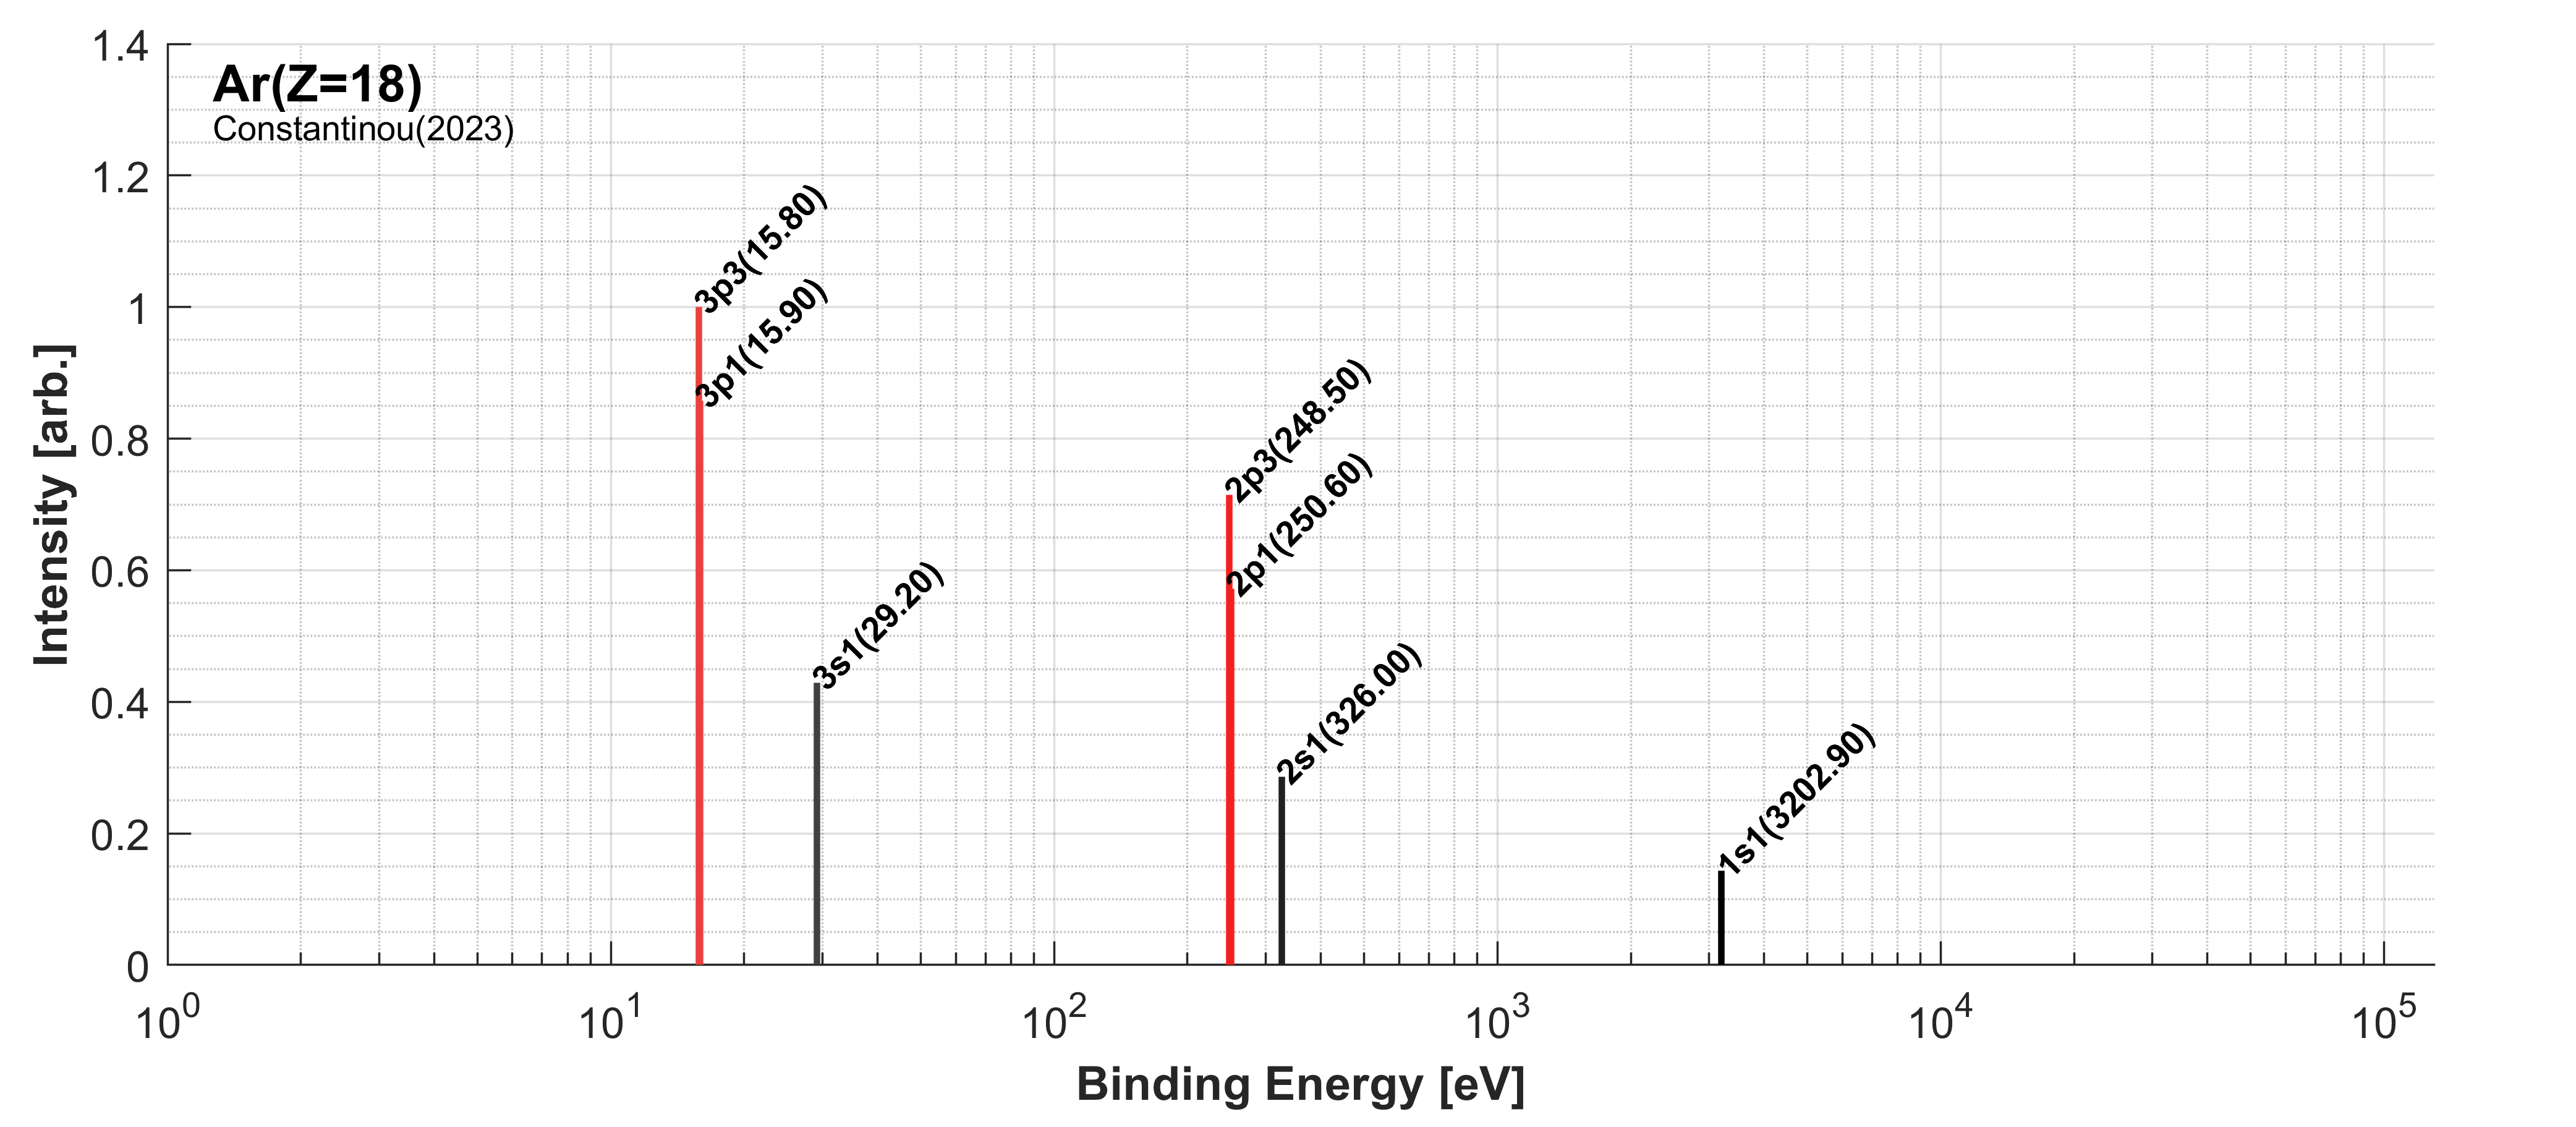 Ar(Z=18)
Constantinou(2023)
Intensity [arb.]
1.4
1.2
1
0.8
0.6
0.4
0.2
0
3p3(15.80)
3p1(15.90)
3s1(29.20)
2p3(248.50)
2p1(250.60)
2s1(326.00)
1s1(3202.90)
10^0 10^1 10^2 10^3 10^4 10^5
Binding Energy [eV]